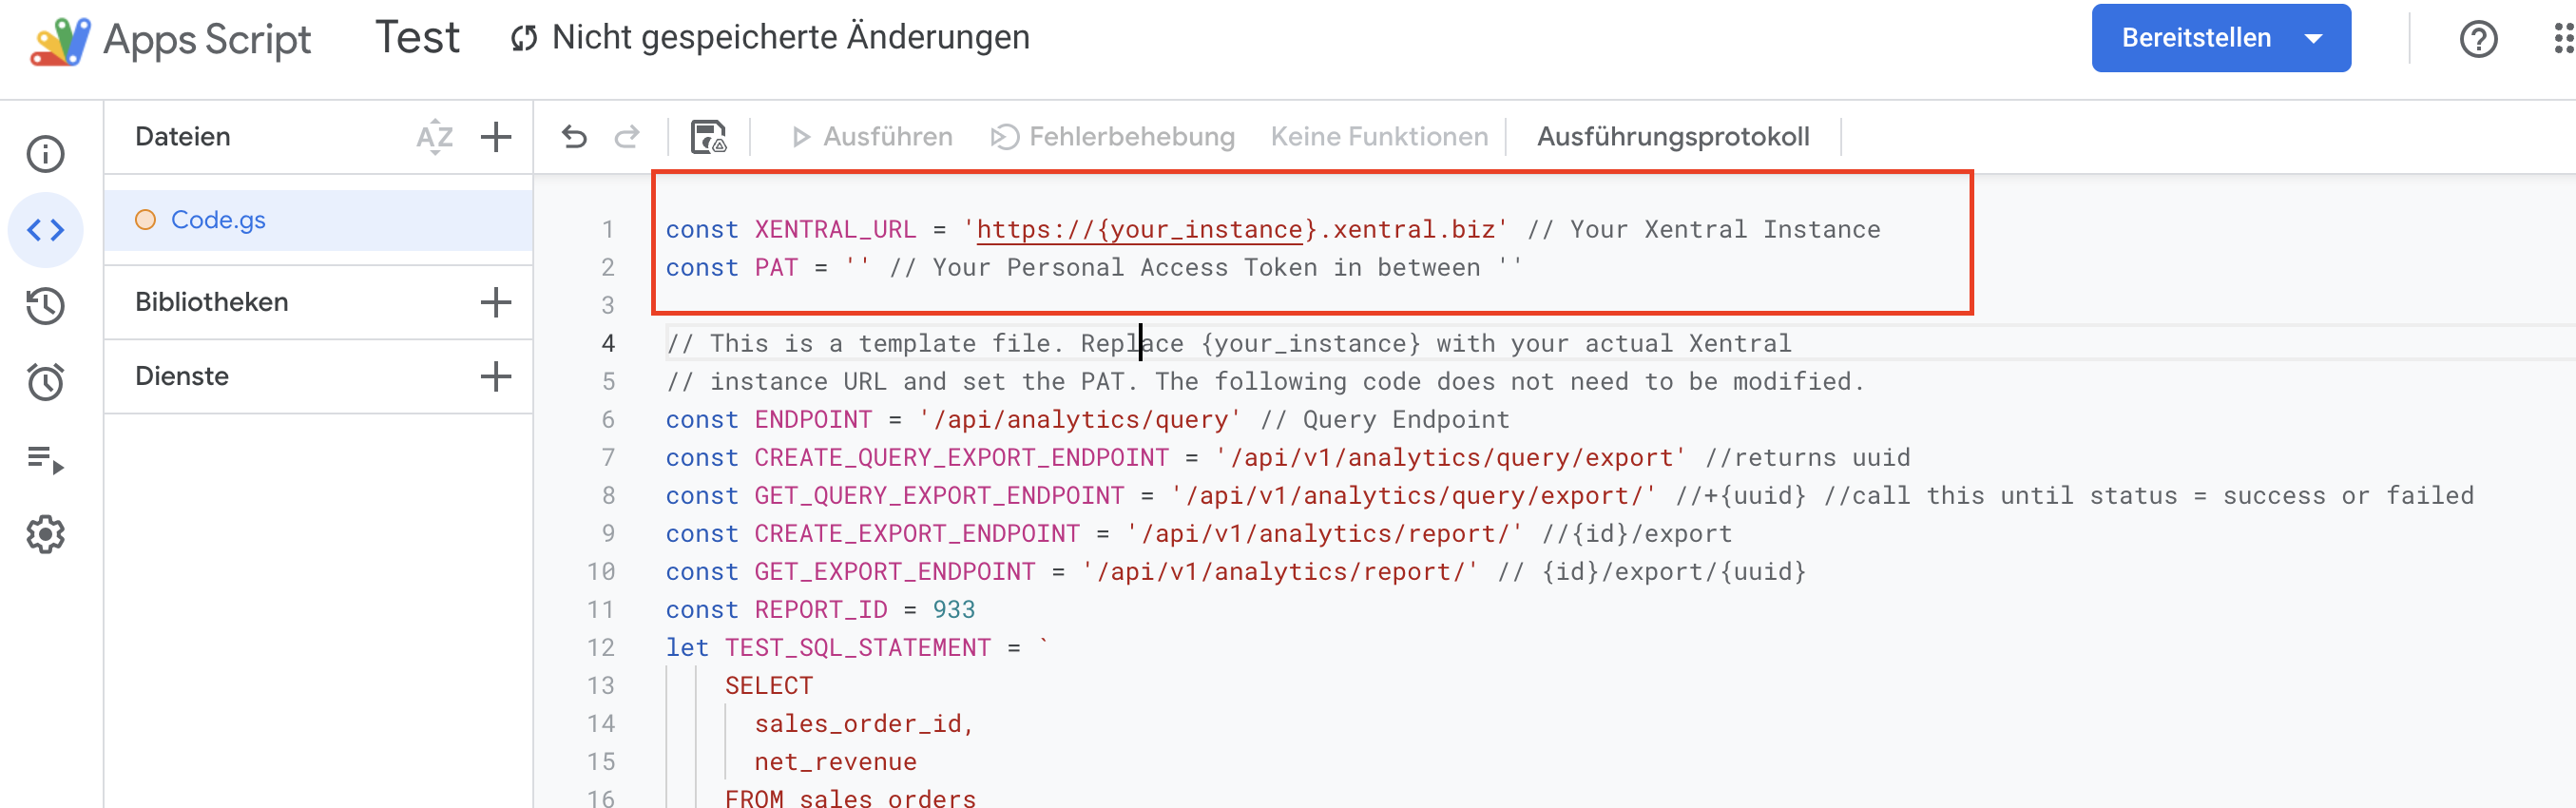 Apps Script Test Nicht gespeicherte Änderungen Bereitstellen
Dateien AZ
Ausführen Fehlerbehebung Keine Funktionen Ausführungsprotokoll
Code.gs
Bibliotheken
Dienste
1 const XENTRAL_URL = 'https://{your_instance}.xentral.biz' // Your Xentral Instance
2 const PAT = '' // Your Personal Access Token in between ''
3
4 // This is a template file. Replace {your_instance} with your actual Xentral
5 // instance URL and set the PAT. The following code does not need to be modified.
6 const ENDPOINT = '/api/analytics/query' // Query Endpoint
7 const CREATE_QUERY_EXPORT_ENDPOINT = '/api/v1/analytics/query/export' //returns uuid
8 const GET_QUERY_EXPORT_ENDPOINT = '/api/v1/analytics/query/export/' //+{uuid} //call this until status = success or failed
9 const CREATE_EXPORT_ENDPOINT = '/api/v1/analytics/report/' //{id}/export
10 const GET_EXPORT_ENDPOINT = '/api/v1/analytics/report/' // {id}/export/{uuid}
11 const REPORT_ID = 933
12 let TEST_SQL_STATEMENT = `
13 SELECT
14 sales_order_id,
15 net_revenue
16 FROM sales_orders